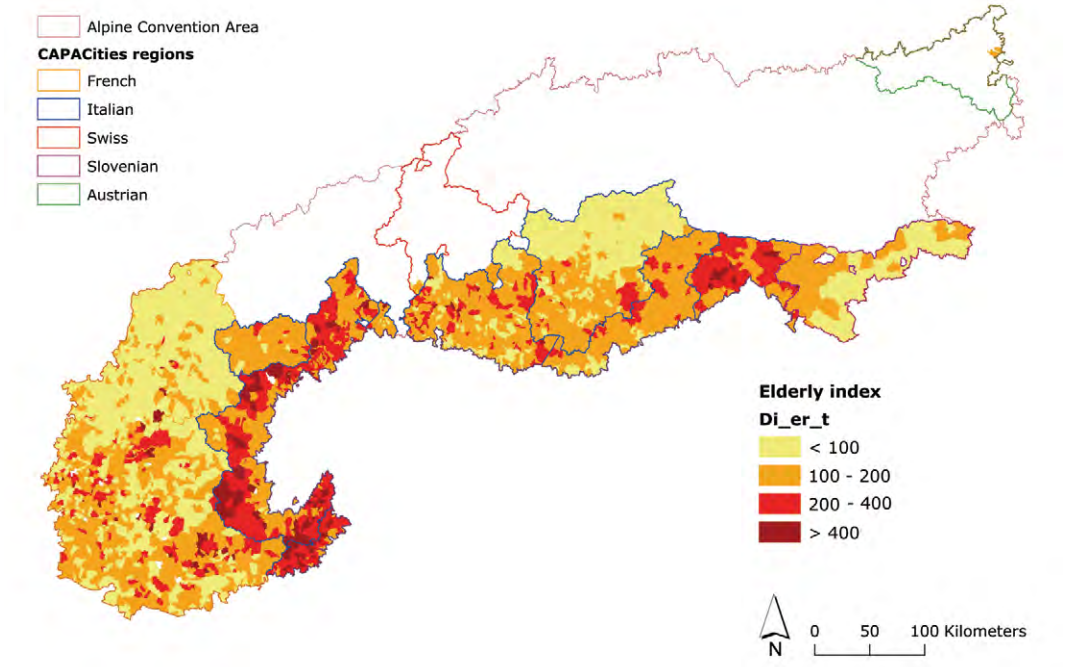 Alpine Convention Area
CAPACities regions
French
Italian
Swiss
Slovenian
Austrian
Elderly index
Di_er_t
< 100
100 - 200
200 - 400
> 400
N
0 50 100 Kilometers